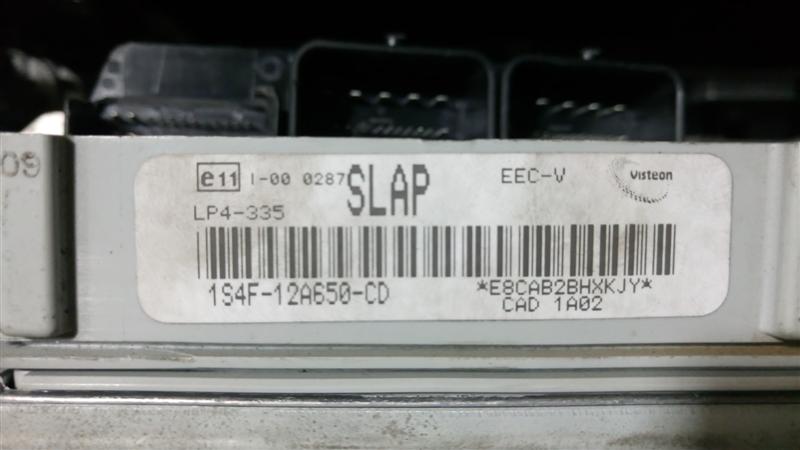 09
e11 I-00 0287 SLAP EEC-V Visteon
LP4-335
1S4F-12A650-CD *E8CAB2BHXKJY*
CAD 1A02